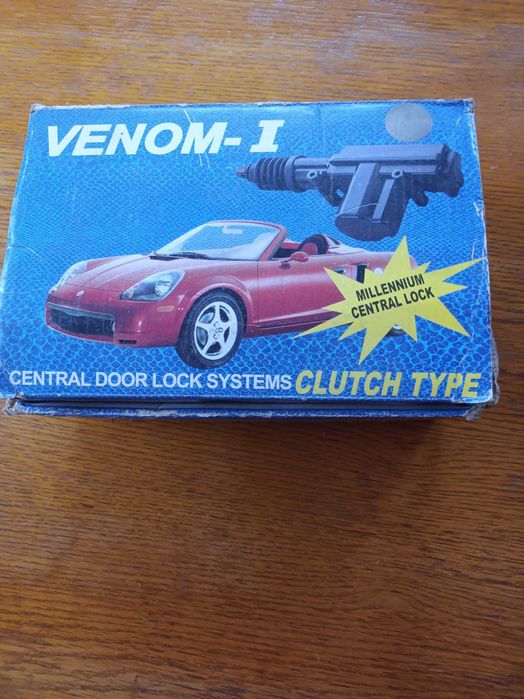 VENOM-I
MILLENNIUM
CENTRAL LOCK
CENTRAL DOOR LOCK SYSTEMS CLUTCH TYPE